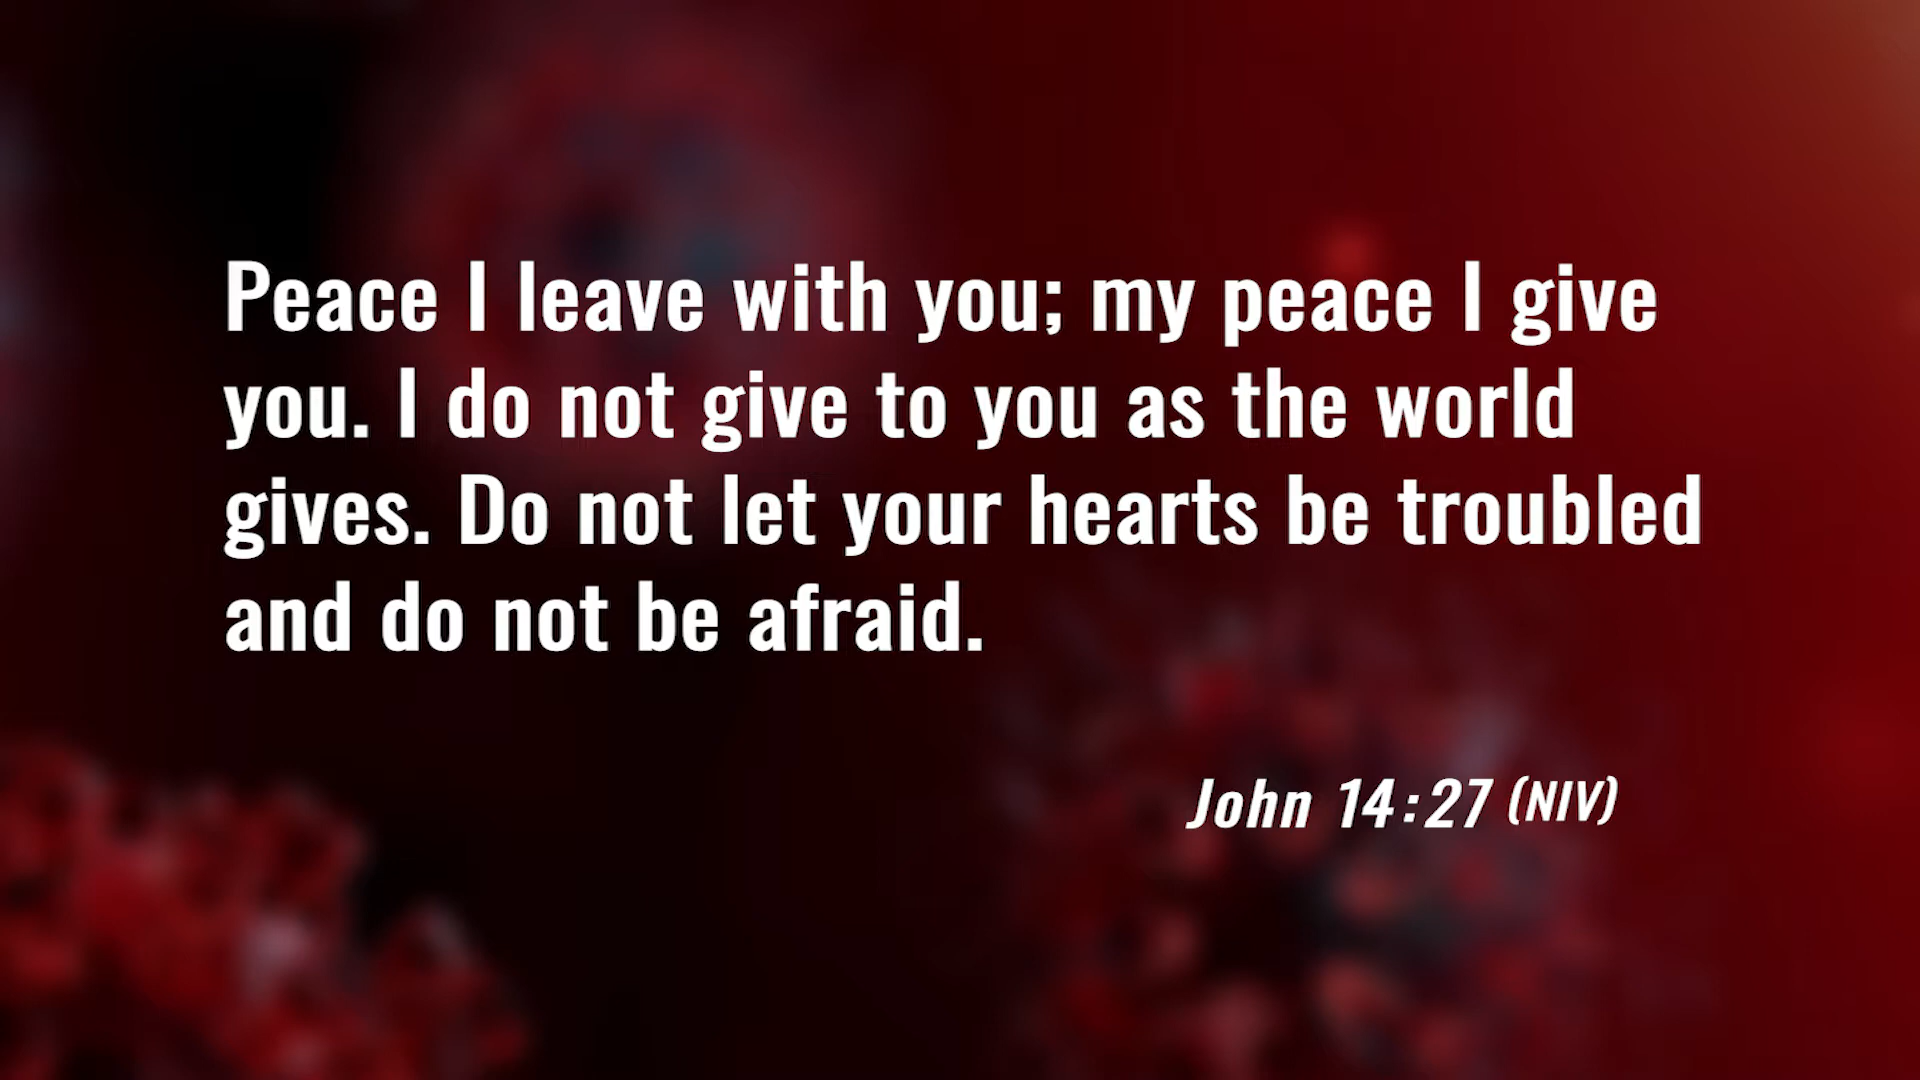 Peace I leave with you; my peace I give
you. I do not give to you as the world
gives. Do not let your hearts be troubled
and do not be afraid.
John 14:27 (NIV)